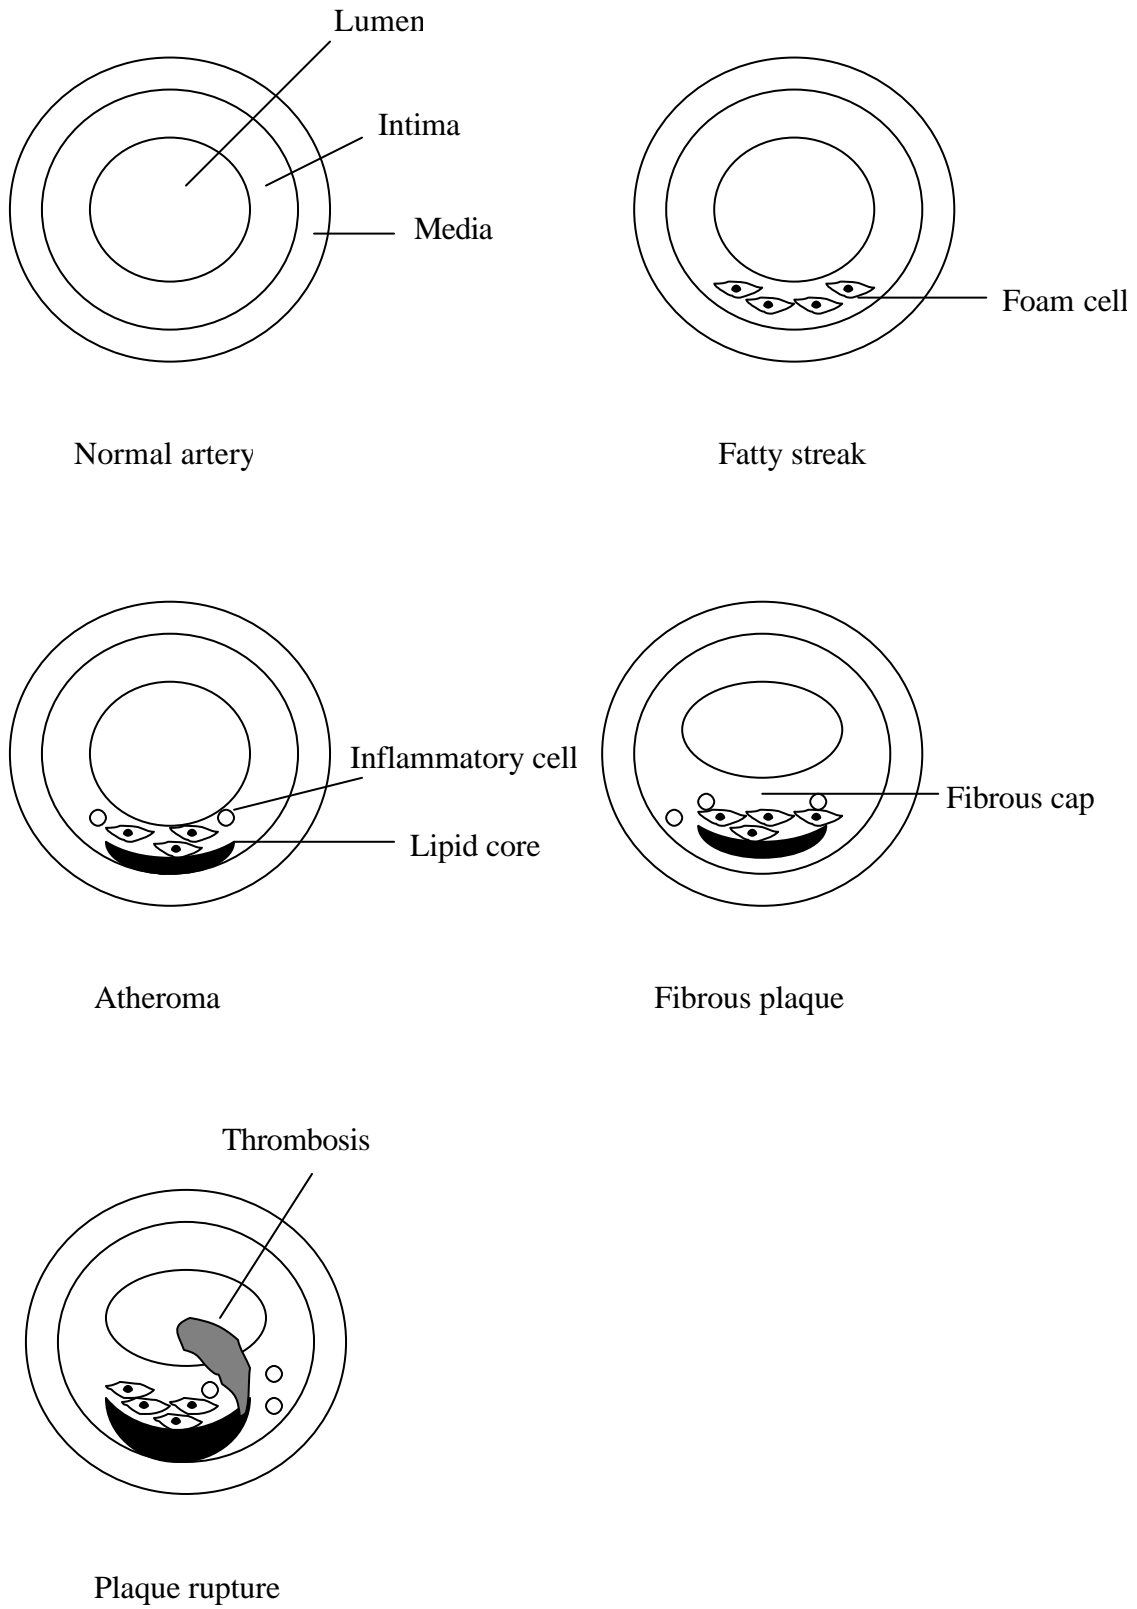 Lumen
Intima
Media
Foam cell
Normal artery
Fatty streak
Inflammatory cell
Fibrous cap
Lipid core
Atheroma
Fibrous plaque
Thrombosis
Plaque rupture